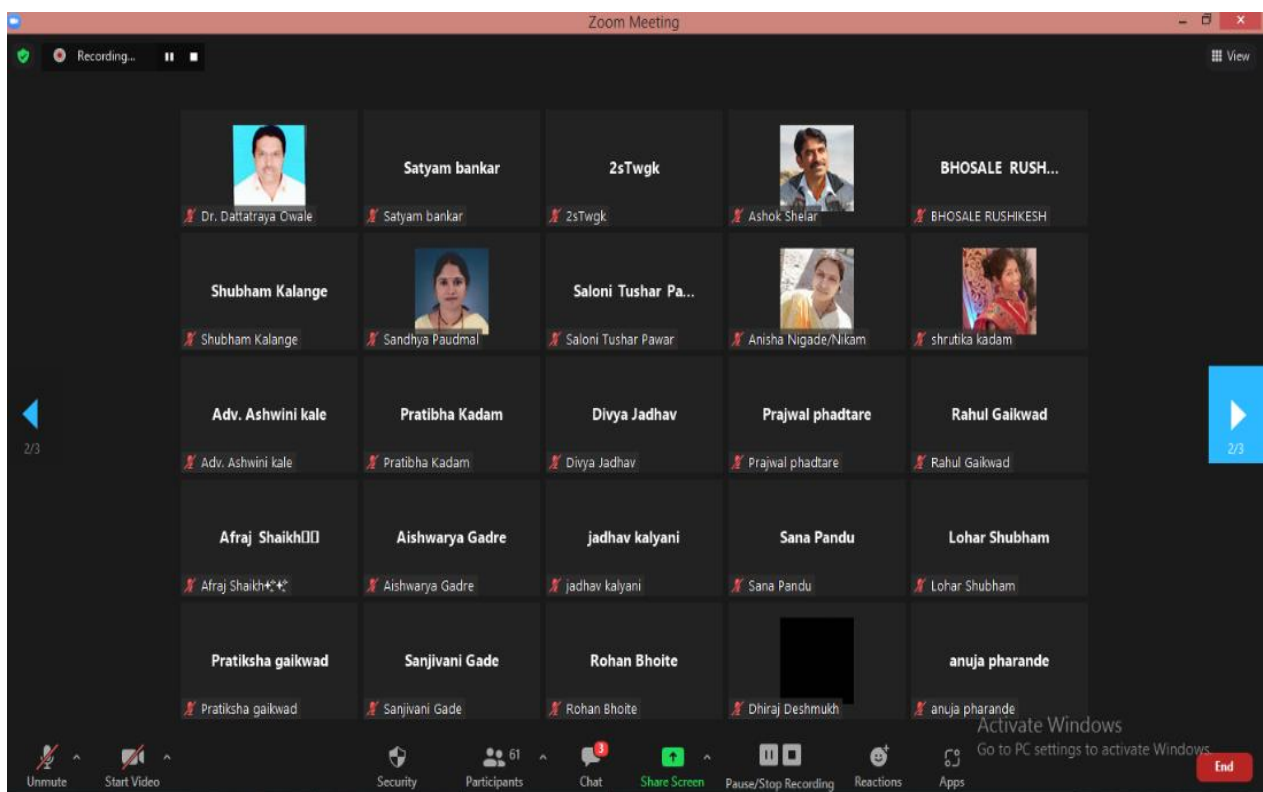 Zoom Meeting
Recording...
View
Dr. Dattatraya Owale
Satyam bankar
Satyam bankar
2sTwgk
2sTwgk
Ashok Shelar
BHOSALE RUSH...
BHOSALE RUSHIKESH
Shubham Kalange
Shubham Kalange
Sandhya Paudmal
Saloni Tushar Pa...
Saloni Tushar Pawar
Anisha Nigade/Nikam
shrutika kadam
Adv. Ashwini kale
Adv. Ashwini kale
Pratibha Kadam
Pratibha Kadam
Divya Jadhav
Divya Jadhav
Prajwal phadtare
Prajwal phadtare
Rahul Gaikwad
Rahul Gaikwad
2/3
2/3
Afraj Shaikh
Afraj Shaikh
Aishwarya Gadre
Aishwarya Gadre
jadhav kalyani
jadhav kalyani
Sana Pandu
Sana Pandu
Lohar Shubham
Lohar Shubham
Pratiksha gaikwad
Pratiksha gaikwad
Sanjivani Gade
Sanjivani Gade
Rohan Bhoite
Rohan Bhoite
Dhiraj Deshmukh
anuja pharande
anuja pharande
Activate Windows
Go to PC settings to activate Windows.
Unmute
Start Video
Security
61
Participants
3
Chat
Share Screen
Pause/Stop Recording
Reactions
Apps
End